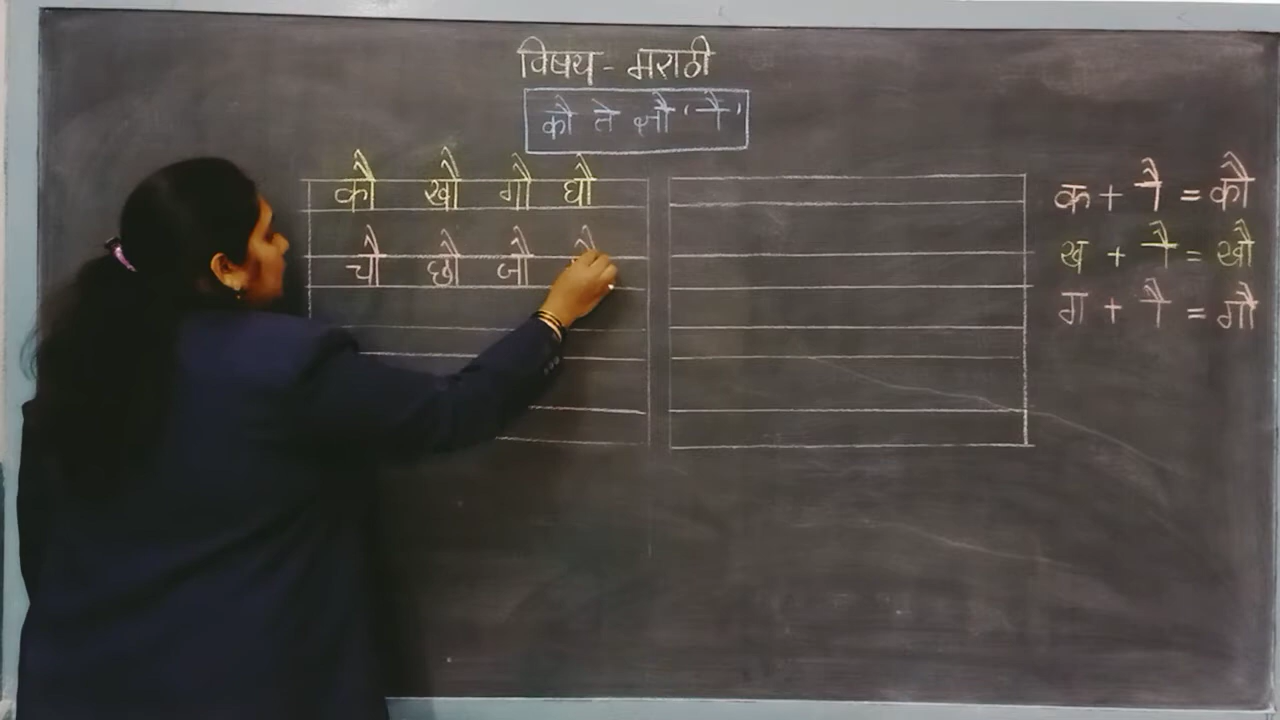 विषय - मराठी
कौ ते क्षौ ' ौ '
कौ खौ गौ घौ
चौ छौ जौ
क + ौ = कौ
ख + ौ = खौ
ग + ौ = गौ